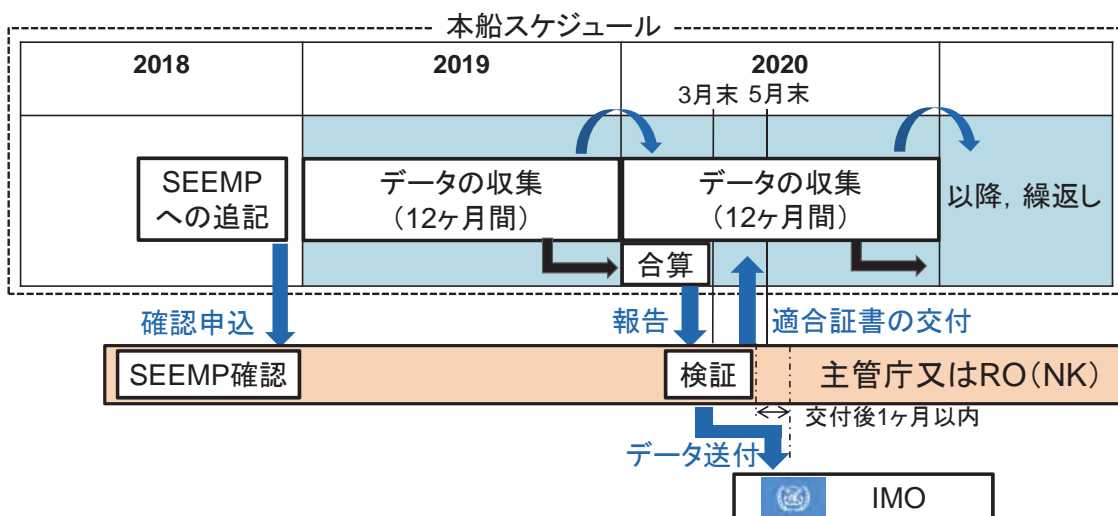 本船スケジュール
2018
2019
2020
3月末
5月末
SEEMP
への追記
データの収集
(12ヶ月間)
データの収集
(12ヶ月間)
以降, 繰返し
合算
確認申込
報告
適合証書の交付
SEEMP確認
検証
主管庁又はRO(NK)
交付後1ヶ月以内
データ送付
IMO